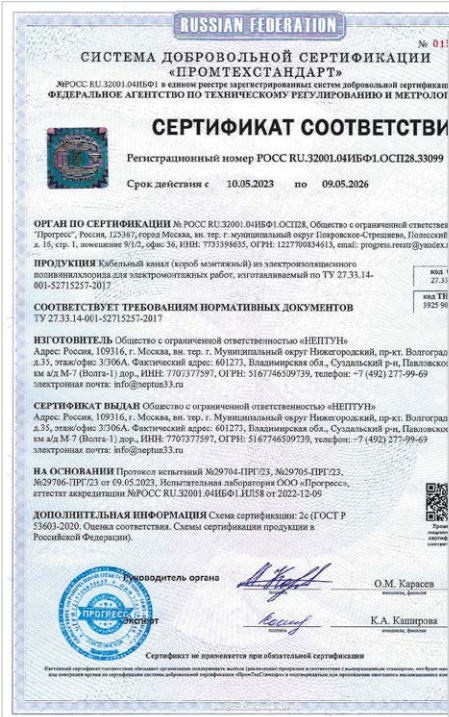 RUSSIAN FEDERATION
№ 01
СИСТЕМА ДОБРОВОЛЬНОЙ СЕРТИФИКАЦИИ
«ПРОМТЕХСТАНДАРТ»
№РОСС RU.32001.04ИБФ1 в едином реестре зарегистрированных систем добровольной сертификац
ФЕДЕРАЛЬНОЕ АГЕНТСТВО ПО ТЕХНИЧЕСКОМУ РЕГУЛИРОВАНИЮ И МЕТРОЛОГ
СЕРТИФИКАТ СООТВЕТСТВИ
Регистрационный номер РОСС RU.32001.04ИБФ1.ОСП28.33099
Срок действия с 10.05.2023 по 09.05.2026
ОРГАН ПО СЕРТИФИКАЦИИ № РОСС RU.32001.04ИБФ1.ОСП28, Общество с ограниченной ответствен
"Прогресс", Россия, 125367, город Москва, вн. тер. г. муниципальный округ Покровское-Стрешнево, Полесский
д. 16, стр. 1, помещение 9/1/2, офис 36, ИНН: 7733398635, ОГРН: 1227700834613, email: progress.reestr@yandex.
ПРОДУКЦИЯ Кабельный канал (короб монтажный) из электроизоляционного
поливинилхлорида для электромонтажных работ, изготавливаемый по ТУ 27.33.14-
001-52715257-2017
код
27.33
код ТН
3925 90
СООТВЕТСТВУЕТ ТРЕБОВАНИЯМ НОРМАТИВНЫХ ДОКУМЕНТОВ
ТУ 27.33.14-001-52715257-2017
ИЗГОТОВИТЕЛЬ Общество с ограниченной ответственностью «НЕПТУН»
Адрес: Россия, 109316, г. Москва, вн. тер. г. Муниципальный округ Нижегородский, пр-кт. Волгоград
д.35, этаж/офис 3/306А. Фактический адрес: 601273, Владимирская обл., Суздальский р-н, Павловско
км а/д М-7 (Волга-1) дор., ИНН: 7707377597, ОГРН: 5167746509739, телефон: +7 (492) 277-99-69
электронная почта: info@neptun33.ru
СЕРТИФИКАТ ВЫДАН Общество с ограниченной ответственностью «НЕПТУН»
Адрес: Россия, 109316, г. Москва, вн. тер. г. Муниципальный округ Нижегородский, пр-кт. Волгоград
д.35, этаж/офис 3/306А. Фактический адрес: 601273, Владимирская обл., Суздальский р-н, Павловско
км а/д М-7 (Волга-1) дор., ИНН: 7707377597, ОГРН: 5167746509739, телефон: +7 (492) 277-99-69
электронная почта: info@neptun33.ru
НА ОСНОВАНИИ Протокол испытаний №29704-ПРГ/23, №29705-ПРГ/23,
№29706-ПРГ/23 от 09.05.2023, Испытательная лаборатория ООО «Прогресс»,
аттестат аккредитации №РОСС RU.32001.04ИБФ1.ИЛ58 от 2022-12-09
ДОПОЛНИТЕЛЬНАЯ ИНФОРМАЦИЯ Схема сертификации: 2с (ГОСТ Р
53603-2020. Оценка соответствия. Схемы сертификации продукции в
Российской Федерации).
Руководитель органа
подпись
О.М. Карасев
инициалы, фамилия
ПРОГРЕСС
Эксперт
подпись
К.А. Каширова
инициалы, фамилия
Сертификат не применяется при обязательной сертификации